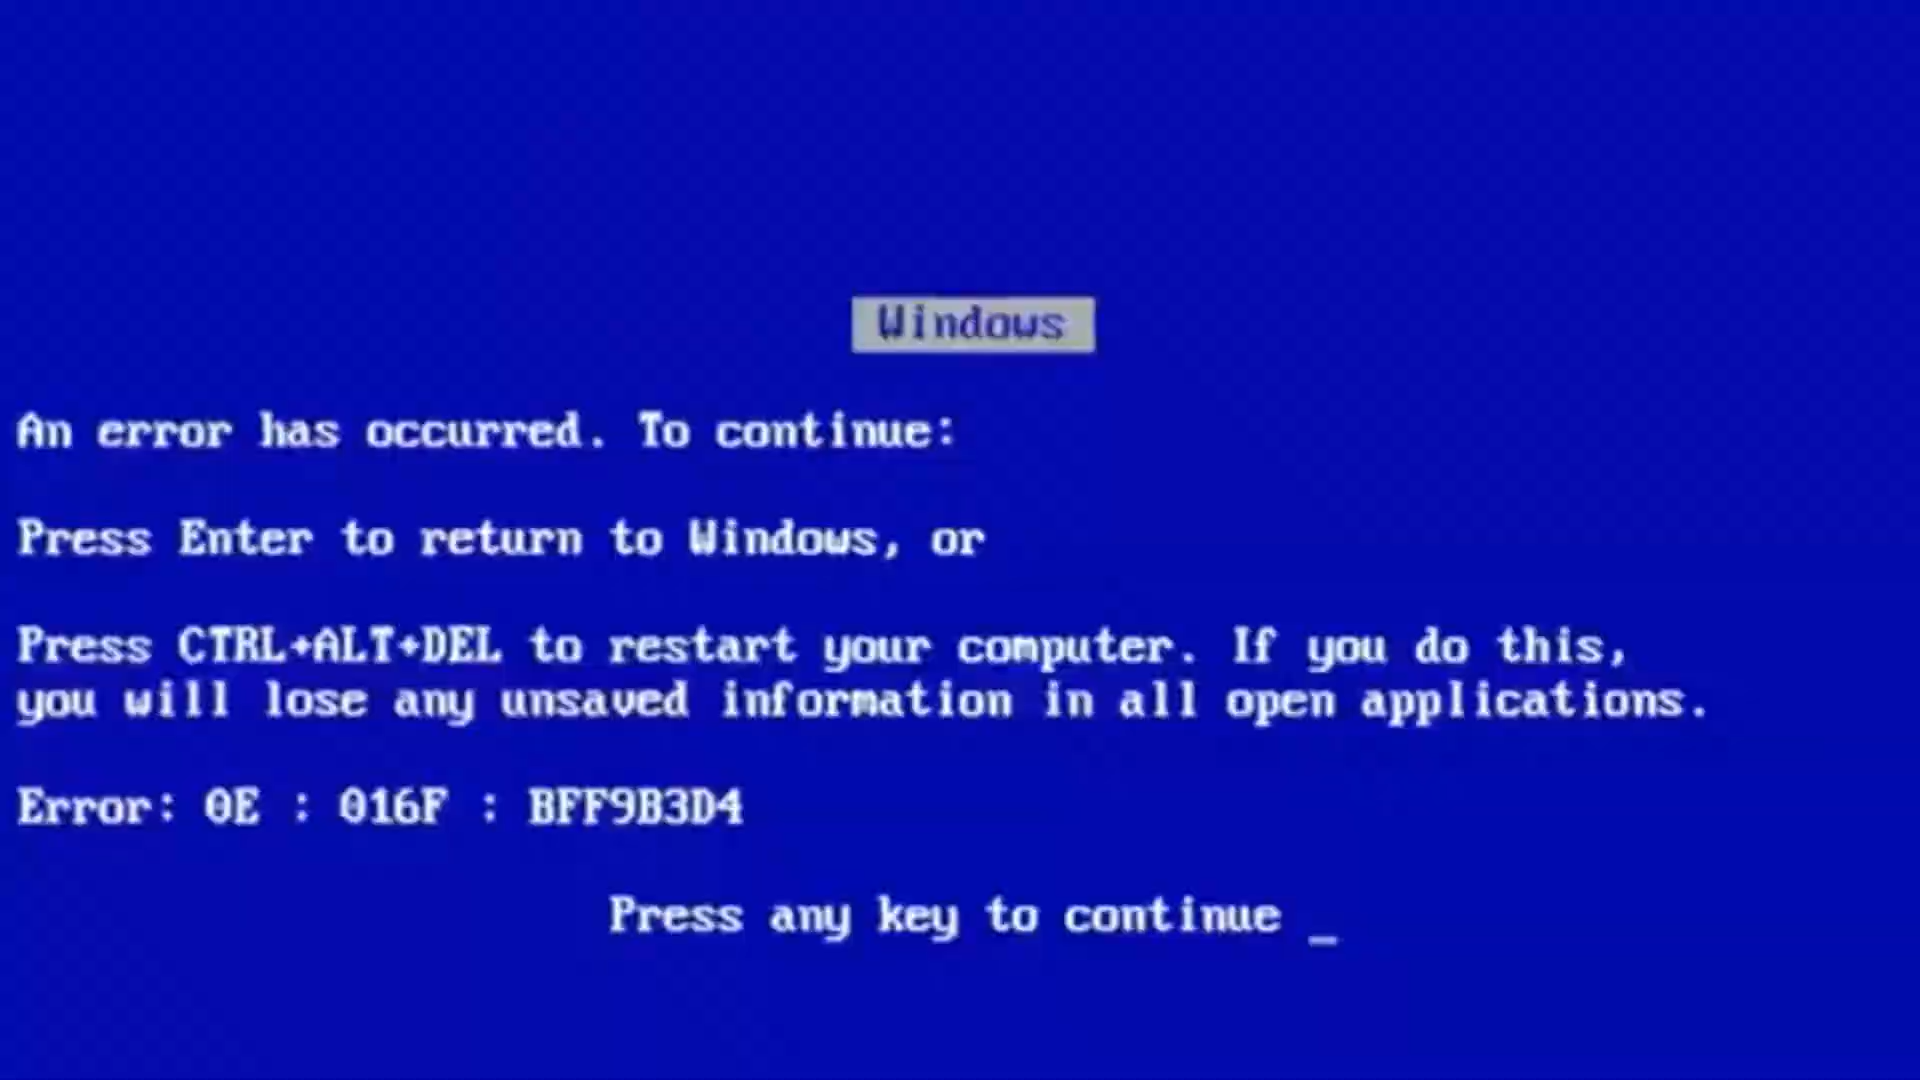 Windows
An error has occurred. To continue:
Press Enter to return to Windows, or
Press CTRL+ALT+DEL to restart your computer. If you do this,
you will lose any unsaved information in all open applications.
Error: 0E : 016F : BFF9B3D4
Press any key to continue _